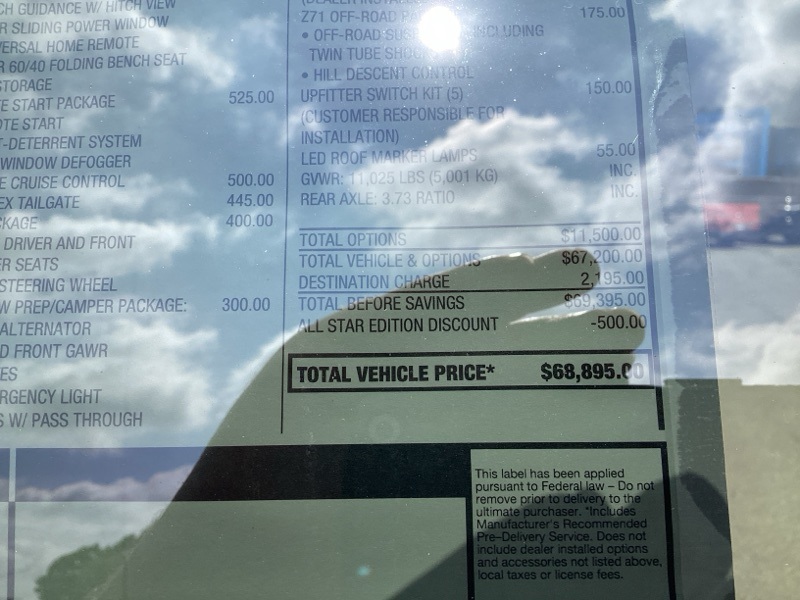 CH GUIDANCE W/ HITCH VIEW
R SLIDING POWER WINDOW
VERSAL HOME REMOTE
R 60/40 FOLDING BENCH SEAT
STORAGE
TE START PACKAGE 525.00
OTE START
T-DETERRENT SYSTEM
WINDOW DEFOGGER
E CRUISE CONTROL 500.00
EX TAILGATE 445.00
CKAGE 400.00
DRIVER AND FRONT
ER SEATS
STEERING WHEEL
W PREP/CAMPER PACKAGE: 300.00
ALTERNATOR
D FRONT GAWR
ES
ERGENCY LIGHT
S W/ PASS THROUGH
Z71 OFF-ROAD 175.00
• OFF-ROAD INCLUDING
TWIN TUBE
• HILL DESCENT CONTROL
UPFITTER SWITCH KIT (5) 150.00
(CUSTOMER RESPONSIBLE FOR
INSTALLATION)
LED ROOF MARKER LAMPS 55.00
GVWR: 11,025 LBS (5,001 KG) INC.
REAR AXLE: 3.73 RATIO INC.
TOTAL OPTIONS $11,500.00
TOTAL VEHICLE & OPTIONS $67,200.00
DESTINATION CHARGE 2,195.00
TOTAL BEFORE SAVINGS $69,395.00
ALL STAR EDITION DISCOUNT -500.00
TOTAL VEHICLE PRICE* $68,895.00
This label has been applied
pursuant to Federal law – Do not
remove prior to delivery to the
ultimate purchaser. *Includes
Manufacturer's Recommended
Pre-Delivery Service. Does not
include dealer installed options
and accessories not listed above,
local taxes or license fees.